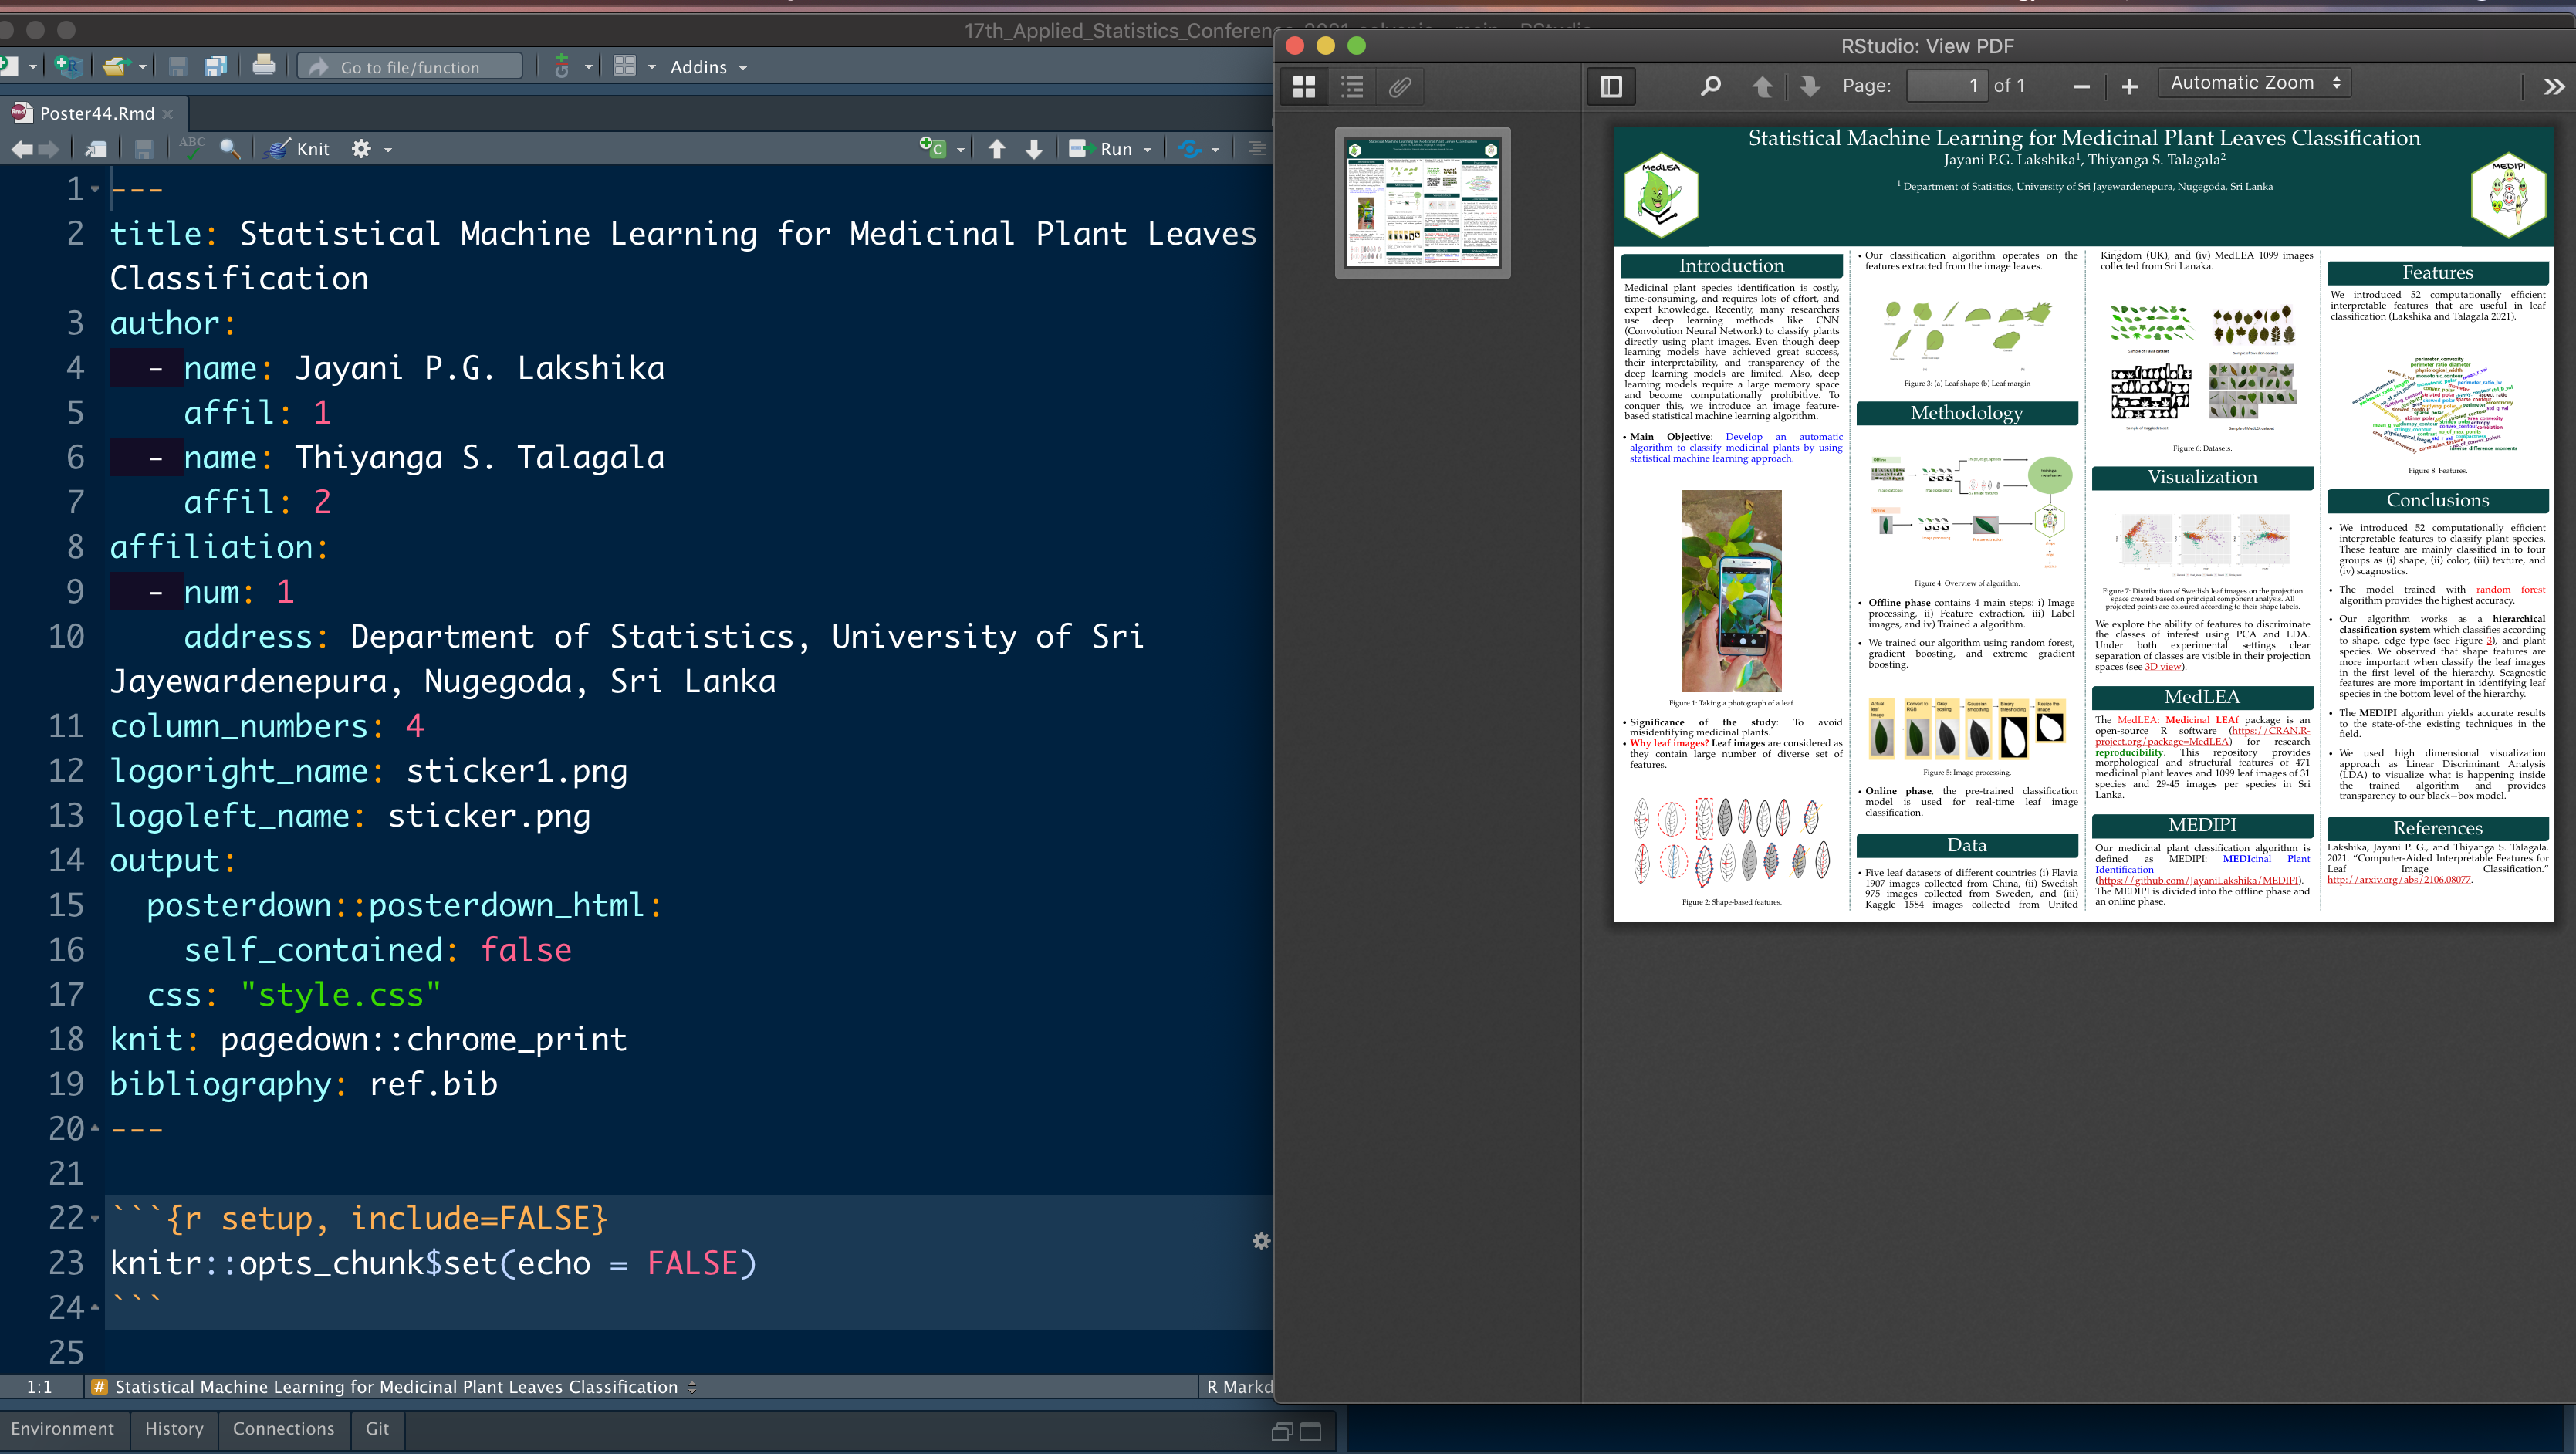 17th_Applied_Statistics_Conferen
RStudio: View PDF
Go to file/function
Addins
Page:
1
of 1
Automatic Zoom
Poster44.Rmd
ABC
Knit
Run
1 ---
2 title: Statistical Machine Learning for Medicinal Plant Leaves
Classification
3 author:
4 - name: Jayani P.G. Lakshika
5 affil: 1
6 - name: Thiyanga S. Talagala
7 affil: 2
8 affiliation:
9 - num: 1
10 address: Department of Statistics, University of Sri
Jayewardenepura, Nugegoda, Sri Lanka
11 column_numbers: 4
12 logoright_name: sticker1.png
13 logoleft_name: sticker.png
14 output:
15 posterdown::posterdown_html:
16 self_contained: false
17 css: "style.css"
18 knit: pagedown::chrome_print
19 bibliography: ref.bib
20 ---
21
22 ```{r setup, include=FALSE}
23 knitr::opts_chunk$set(echo = FALSE)
24 ```
25
1:1
# Statistical Machine Learning for Medicinal Plant Leaves Classification
R Markd
Environment
History
Connections
Git
Statistical Machine Learning for Medicinal Plant Leaves Classification
Jayani P.G. Lakshika1, Thiyanga S. Talagala2
1 Department of Statistics, University of Sri Jayewardenepura, Nugegoda, Sri Lanka
MedLEA
MEDIPI
Introduction
Medicinal plant species identification is costly,
time-consuming, and requires lots of effort, and
expert knowledge. Recently, many researchers
use deep learning methods like CNN
(Convolution Neural Network) to classify plants
directly using plant images. Even though deep
learning models have achieved great success,
their interpretability, and transparency of the
deep learning models are limited. Also, deep
learning models require a large memory space
and become computationally prohibitive. To
conquer this, we introduce an image feature-
based statistical machine learning algorithm.
• Main Objective: Develop an automatic
algorithm to classify medicinal plants by using
statistical machine learning approach.
Figure 1: Taking a photograph of a leaf.
• Significance of the study: To avoid
misidentifying medicinal plants.
• Why leaf images? Leaf images are considered as
they contain large number of diverse set of
features.
Figure 2: Shape-based features.
• Our classification algorithm operates on the
features extracted from the image leaves.
Figure 3: (a) Leaf shape (b) Leaf margin
Methodology
Figure 4: Overview of algorithm.
• Offline phase contains 4 main steps: i) Image
processing, ii) Feature extraction, iii) Label
images, and iv) Trained a algorithm.
• We trained our algorithm using random forest,
gradient boosting, and extreme gradient
boosting.
Figure 5: Image processing.
• Online phase, the pre-trained classification
model is used for real-time leaf image
classification.
Data
• Five leaf datasets of different countries (i) Flavia
1907 images collected from China, (ii) Swedish
975 images collected from Sweden, and (iii)
Kaggle 1584 images collected from United
Kingdom (UK), and (iv) MedLEA 1099 images
collected from Sri Lanaka.
Figure 6: Datasets.
Visualization
Figure 7: Distribution of Swedish leaf images on the projection
space created based on principal component analysis. All
projected points are coloured according to their shape labels.
We explore the ability of features to discriminate
the classes of interest using PCA and LDA.
Under both experimental settings clear
separation of classes are visible in their projection
spaces (see 3D view).
MedLEA
The MedLEA: Medicinal LEAf package is an
open-source R software (https://CRAN.R-
project.org/package=MedLEA) for research
reproducibility. This repository provides
morphological and structural features of 471
medicinal plant leaves and 1099 leaf images of 31
species and 29-45 images per species in Sri
Lanka.
MEDIPI
Our medicinal plant classification algorithm is
defined as MEDIPI: MEDIcinal Plant
Identification
(https://github.com/JayaniLakshika/MEDIPI).
The MEDIPI is divided into the offline phase and
an online phase.
Features
We introduced 52 computationally efficient
interpretable features that are useful in leaf
classification (Lakshika and Talagala 2021).
Figure 8: Features.
Conclusions
• We introduced 52 computationally efficient
interpretable features to classify plant species.
These feature are mainly classified in to four
groups as (i) shape, (ii) color, (iii) texture, and
(iv) scagnostics.
• The model trained with random forest
algorithm provides the highest accuracy.
• Our algorithm works as a hierarchical
classification system which classifies according
to shape, edge type (see Figure 3), and plant
species. We observed that shape features are
more important when classify the leaf images
in the first level of the hierarchy. Scagnostic
features are more important in identifying leaf
species in the bottom level of the hierarchy.
• The MEDIPI algorithm yields accurate results
to the state-of-the existing techniques in the
field.
• We used high dimensional visualization
approach as Linear Discriminant Analysis
(LDA) to visualize what is happening inside
the trained algorithm and provides
transparency to our black−box model.
References
Lakshika, Jayani P. G., and Thiyanga S. Talagala.
2021. “Computer-Aided Interpretable Features for
Leaf Image Classification.”
http://arxiv.org/abs/2106.08077.